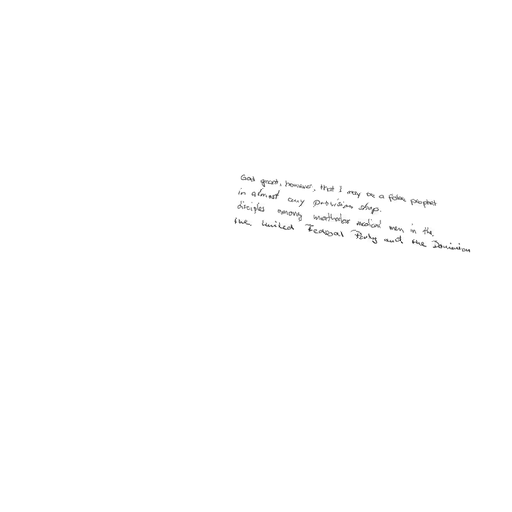 God grant, however, that I may be a false prophet
in almost any provision shop.
disciples among unorthodox medical men in the
the United Federal Party and the Dominion